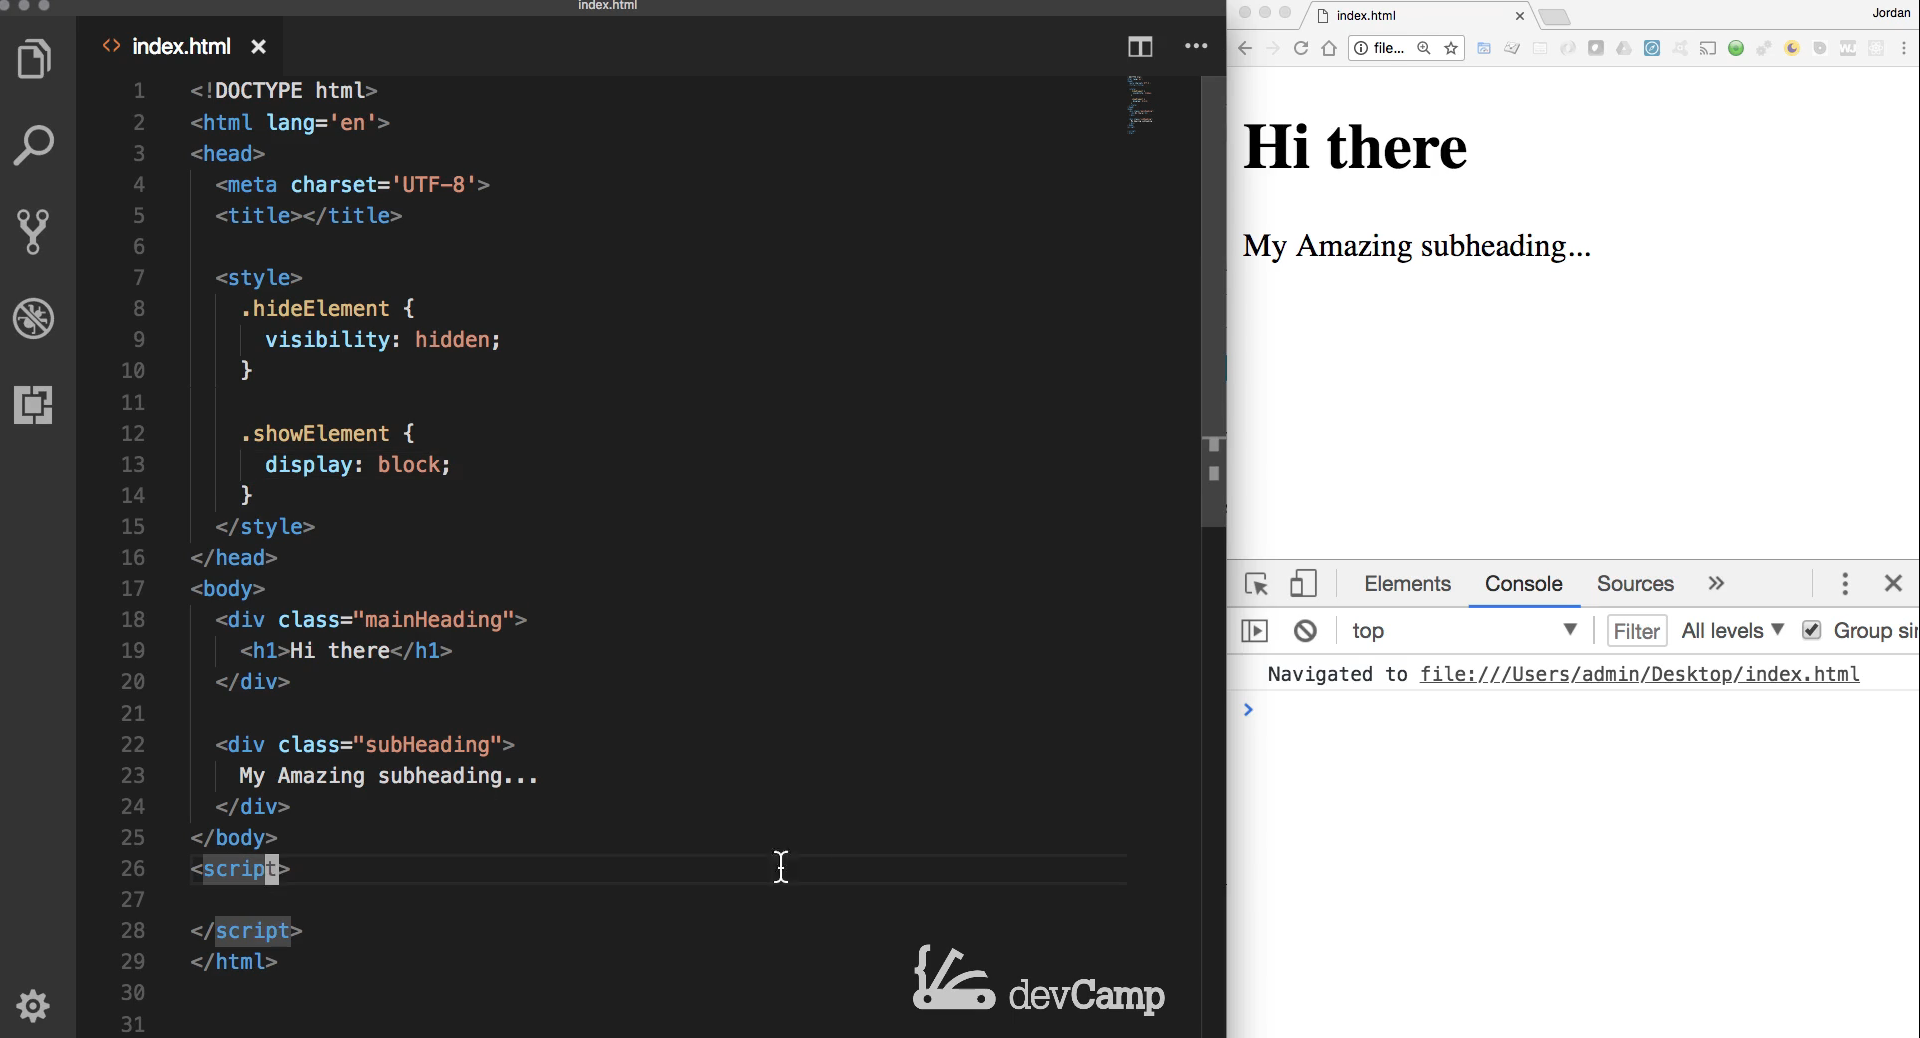 index.html
index.html
1 <!DOCTYPE html>
2 <html lang='en'>
3 <head>
4 <meta charset='UTF-8'>
5 <title></title>
6
7 <style>
8 .hideElement {
9 visibility: hidden;
10 }
11
12 .showElement {
13 display: block;
14 }
15 </style>
16 </head>
17 <body>
18 <div class="mainHeading">
19 <h1>Hi there</h1>
20 </div>
21
22 <div class="subHeading">
23 My Amazing subheading...
24 </div>
25 </body>
26 <script>
27
28 </script>
29 </html>
30
31
devCamp
index.html
Jordan
file...
Hi there
My Amazing subheading...
Elements Console Sources
top Filter All levels Group sir
Navigated to file:///Users/admin/Desktop/index.html